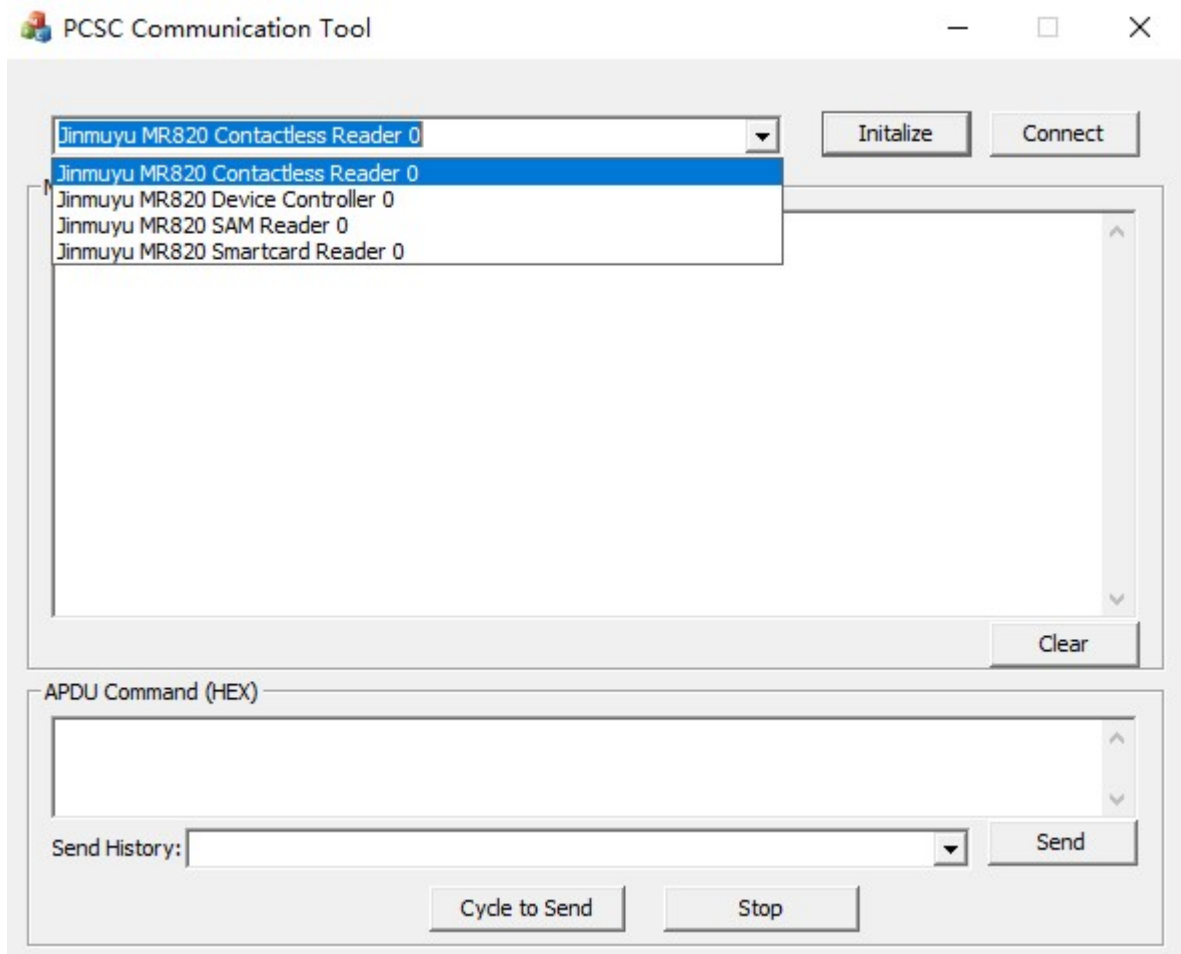 PCSC Communication Tool
Jinmuyu MR820 Contactless Reader 0
Initalize
Connect
Jinmuyu MR820 Contactless Reader 0
Jinmuyu MR820 Device Controller 0
Jinmuyu MR820 SAM Reader 0
Jinmuyu MR820 Smartcard Reader 0
Clear
APDU Command (HEX)
Send History:
Send
Cycle to Send
Stop